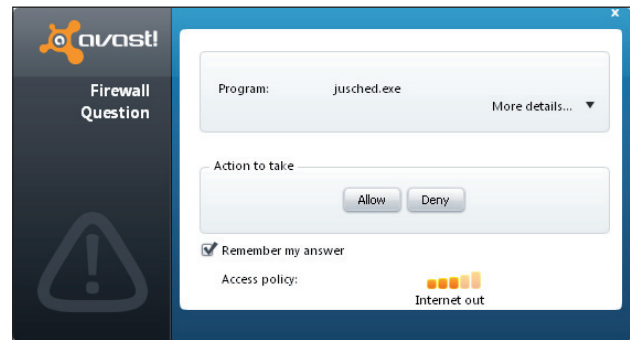 avast!
Firewall
Question
x
Program: jusched.exe
More details... ▼
Action to take
Allow Deny
Remember my answer
Access policy:
Internet out